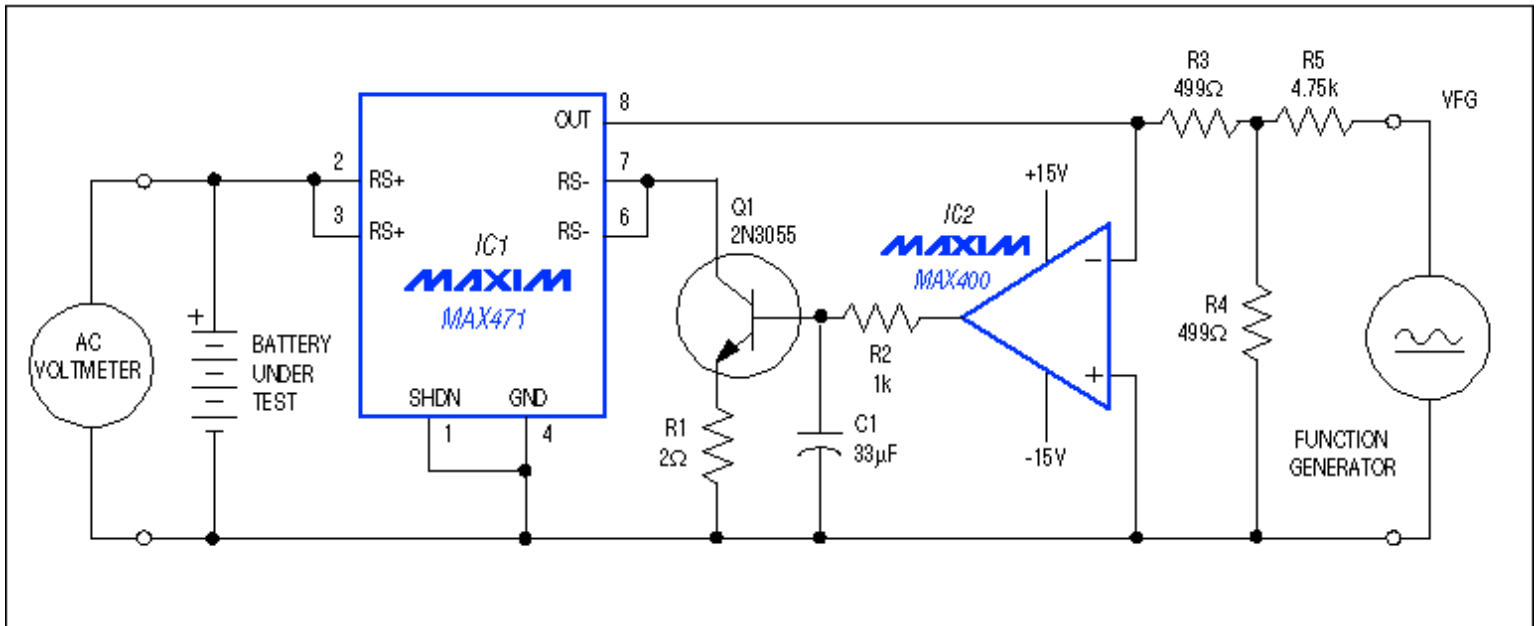 AC
VOLTMETER
+
BATTERY
UNDER
TEST
2
3
RS+
RS+
OUT
8
RS-
7
RS-
6
IC1
MAXIM
MAX471
SHDN
GND
1
4
Q1
2N3055
R1
2Ω
C1
33µF
R2
1k
+15V
IC2
MAXIM
MAX400
-
+
-15V
R3
499Ω
R5
4.75k
VFG
R4
499Ω
FUNCTION
GENERATOR